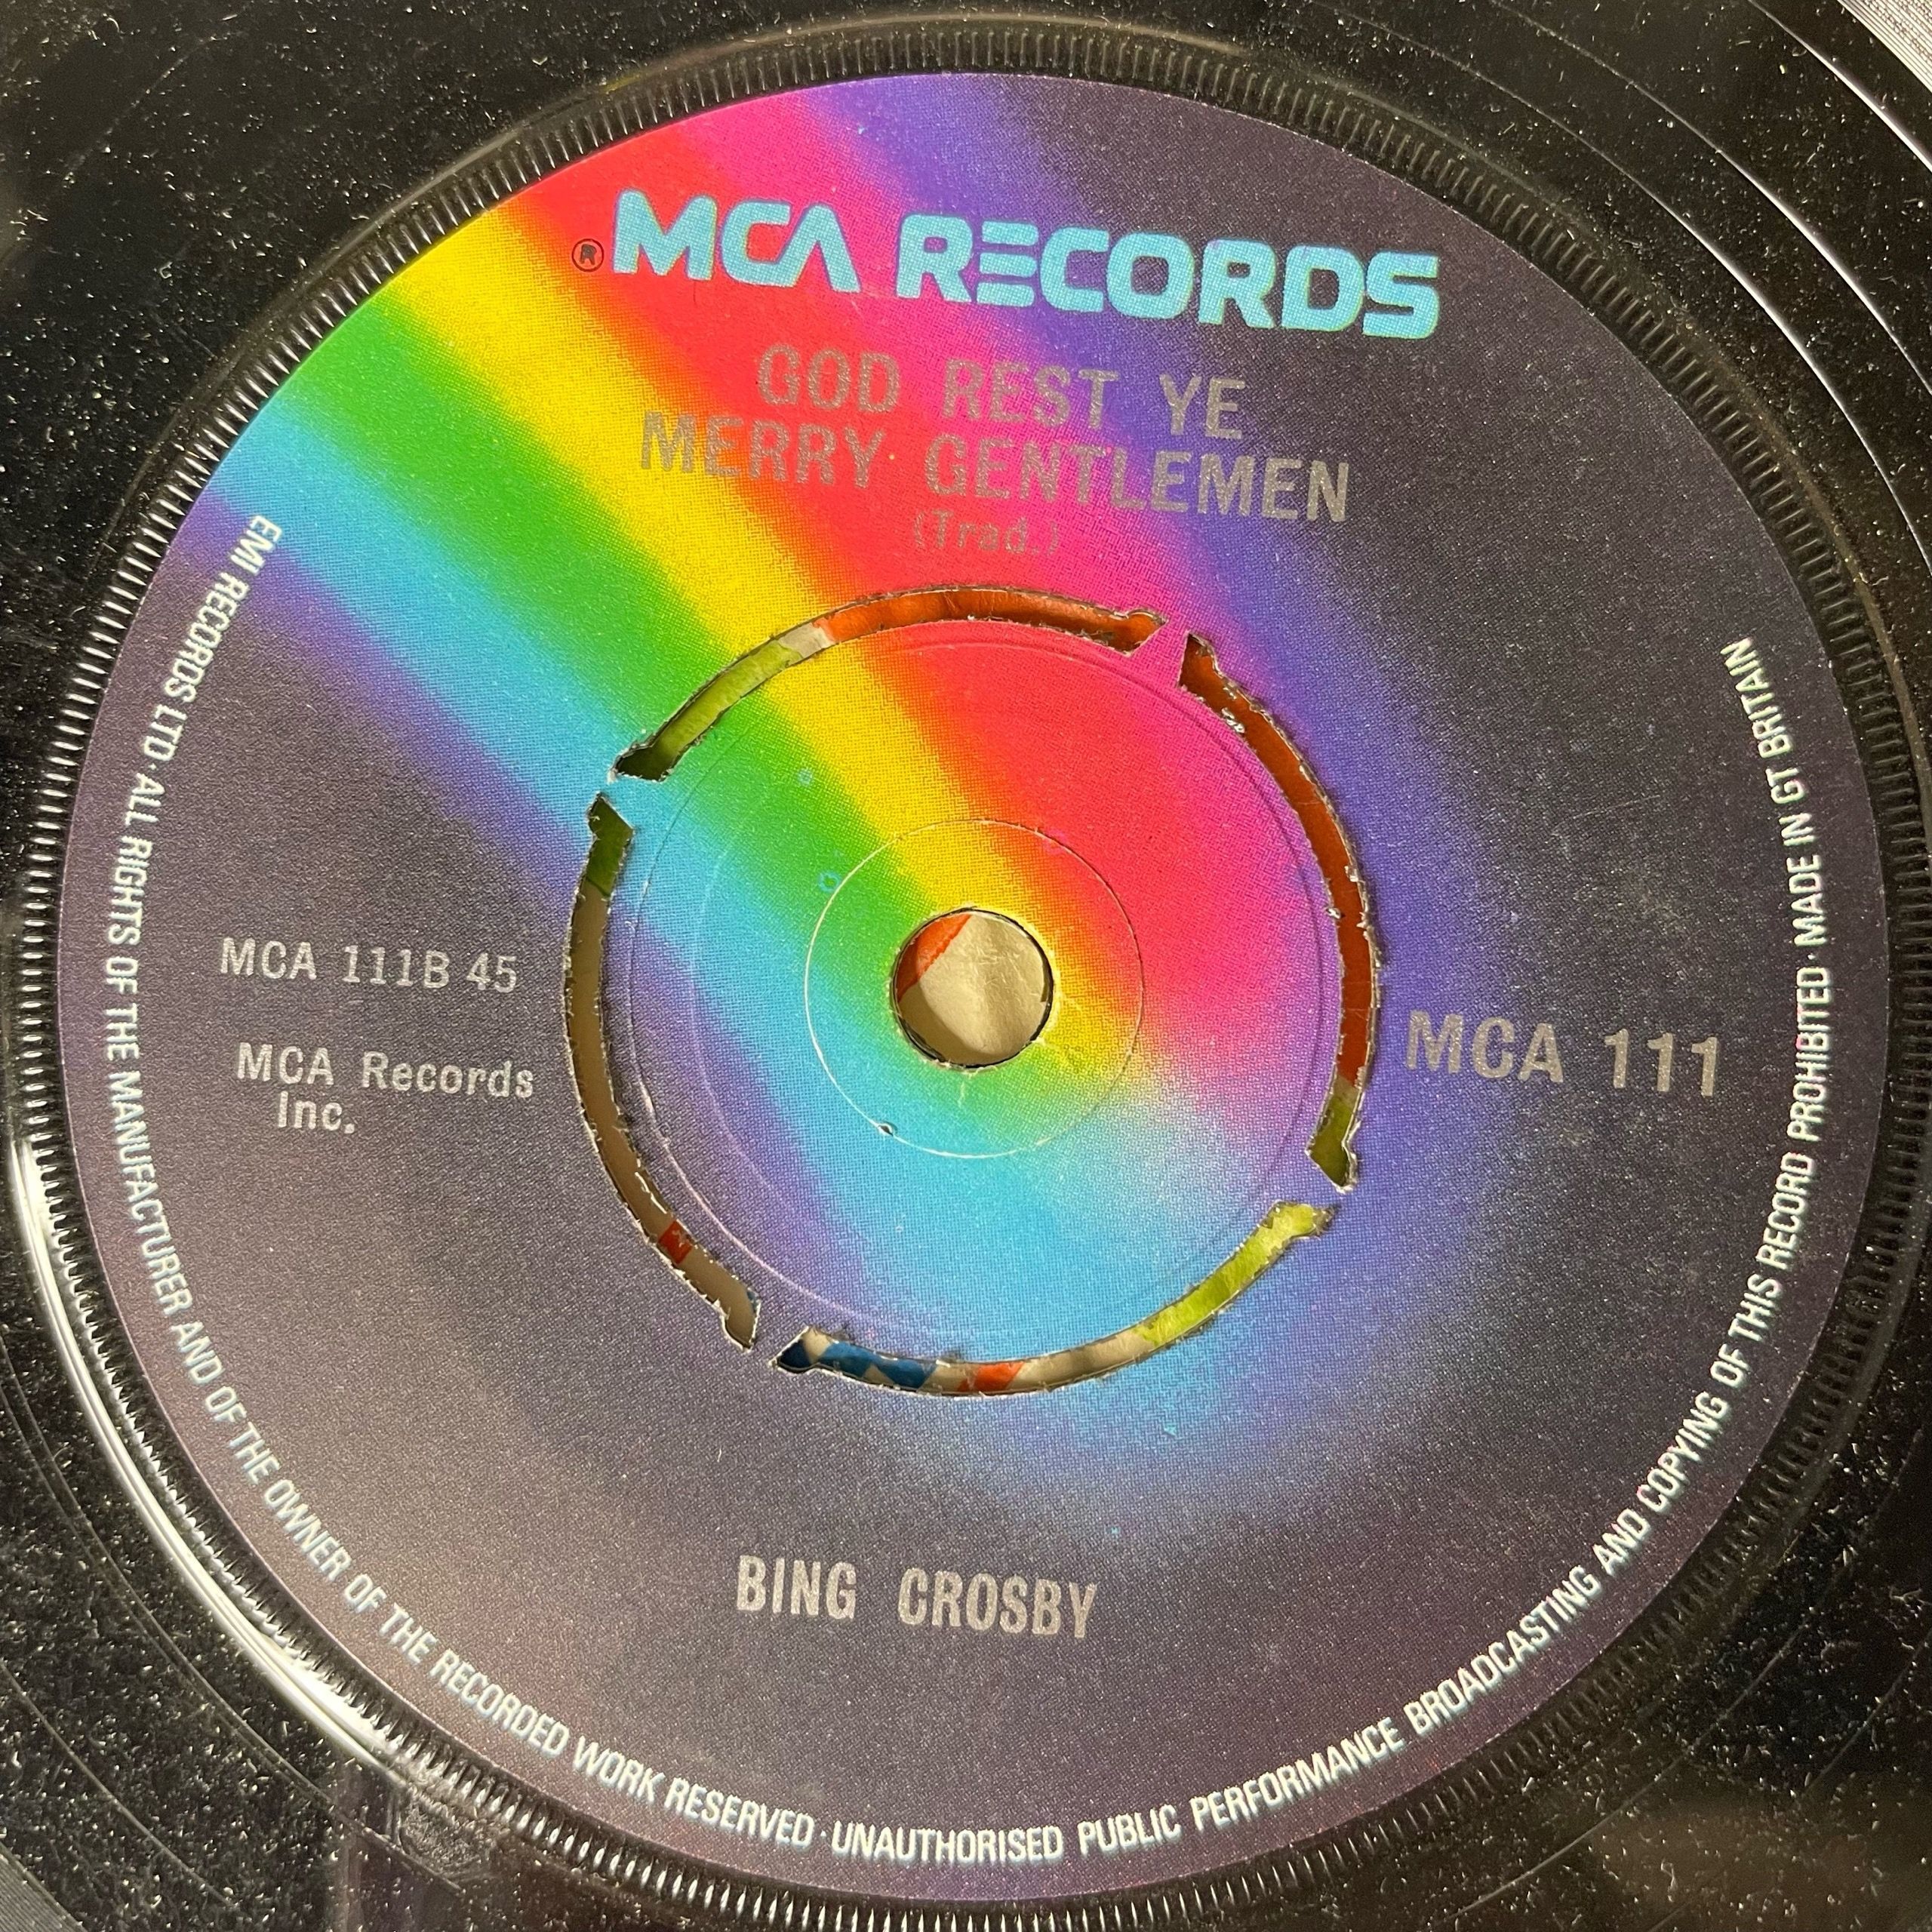 ® MCA RECORDS
GOD REST YE
MERRY GENTLEMEN
(Trad.)
MCA 111B 45
MCA Records
Inc.
MCA 111
BING CROSBY
EMI RECORDS LTD · ALL RIGHTS OF THE MANUFACTURER AND OF THE OWNER OF THE RECORDED WORK RESERVED · UNAUTHORISED PUBLIC PERFORMANCE BROADCASTING AND COPYING OF THIS RECORD PROHIBITED · MADE IN GT BRITAIN